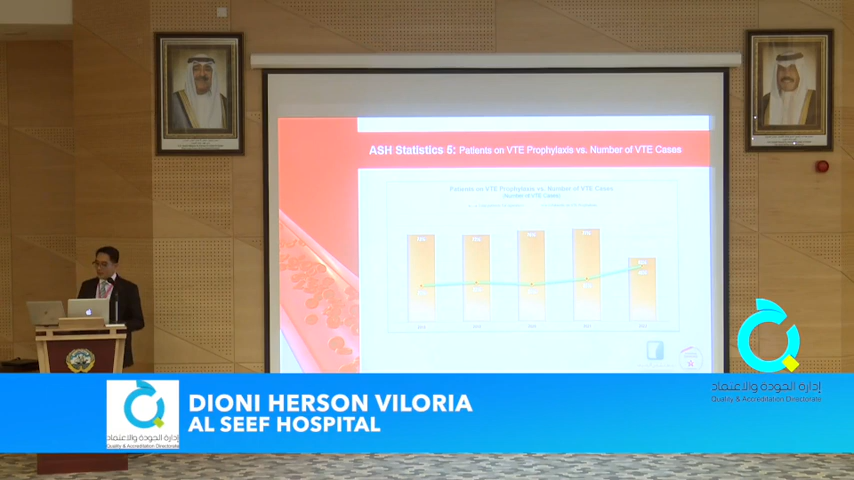 ASH Statistics 5: Patients on VTE Prophylaxis vs. Number of VTE Cases
Patients on VTE Prophylaxis vs. Number of VTE Cases
(Number of VTE Cases)
إدارة الجودة والاعتماد
Quality & Accreditation Directorate
إدارة الجودة والاعتماد
Quality & Accreditation Directorate
DIONI HERSON VILORIA
AL SEEF HOSPITAL